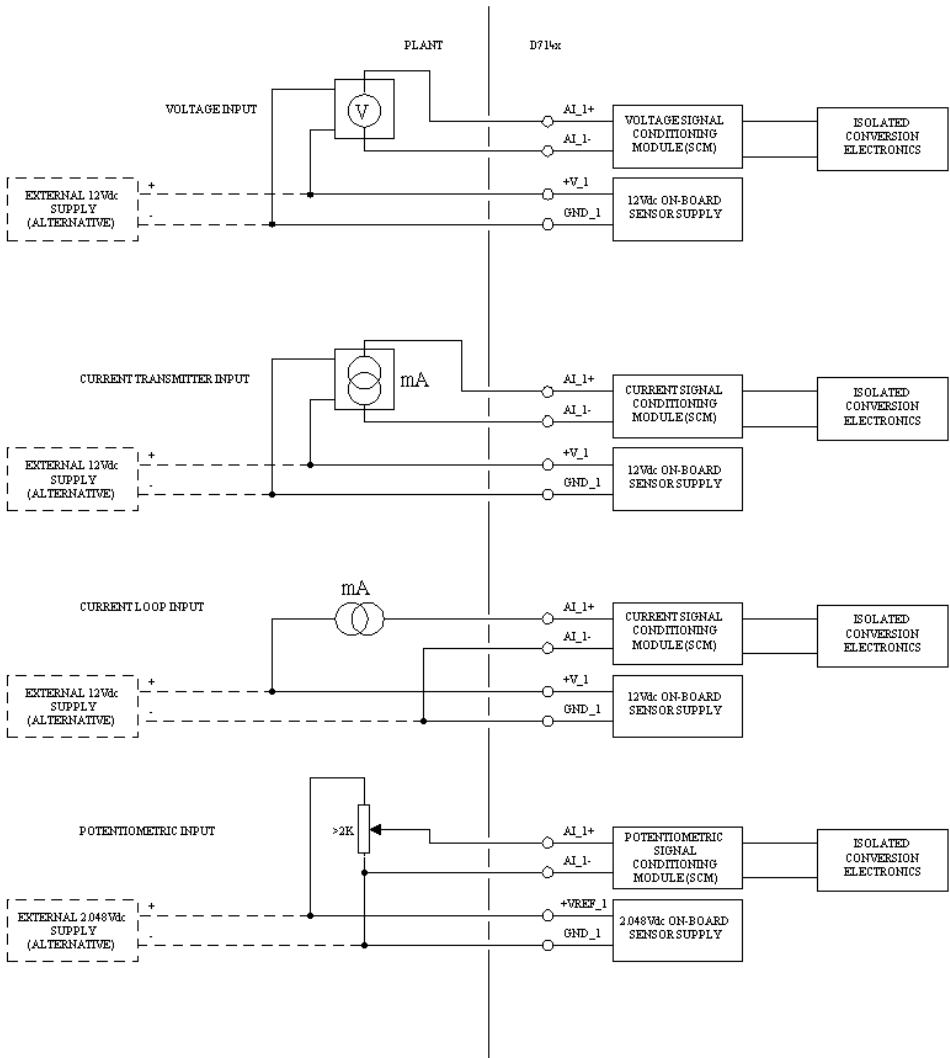 PLANT
D714x
VOLTAGE INPUT
V
AI_1+
AI_1-
+V_1
GND_1
VOLTAGE SIGNAL
CONDITIONING
MODULE (SCM)
ISOLATED
CONVERSION
ELECTRONICS
12Vdc ON-BOARD
SENSOR SUPPLY
EXTERNAL 12Vdc
SUPPLY
(ALTERNATIVE)
+
-
CURRENT TRANSMITTER INPUT
mA
AI_1+
AI_1-
+V_1
GND_1
CURRENT SIGNAL
CONDITIONING
MODULE (SCM)
ISOLATED
CONVERSION
ELECTRONICS
12Vdc ON-BOARD
SENSOR SUPPLY
EXTERNAL 12Vdc
SUPPLY
(ALTERNATIVE)
+
-
CURRENT LOOP INPUT
mA
AI_1+
AI_1-
+V_1
GND_1
CURRENT SIGNAL
CONDITIONING
MODULE (SCM)
ISOLATED
CONVERSION
ELECTRONICS
12Vdc ON-BOARD
SENSOR SUPPLY
EXTERNAL 12Vdc
SUPPLY
(ALTERNATIVE)
+
-
POTENTIOMETRIC INPUT
>2K
AI_1+
AI_1-
+VREF_1
GND_1
POTENTIOMETRIC
SIGNAL
CONDITIONING
MODULE (SCM)
ISOLATED
CONVERSION
ELECTRONICS
2.048Vdc ON-BOARD
SENSOR SUPPLY
EXTERNAL 2.048Vdc
SUPPLY
(ALTERNATIVE)
+
-